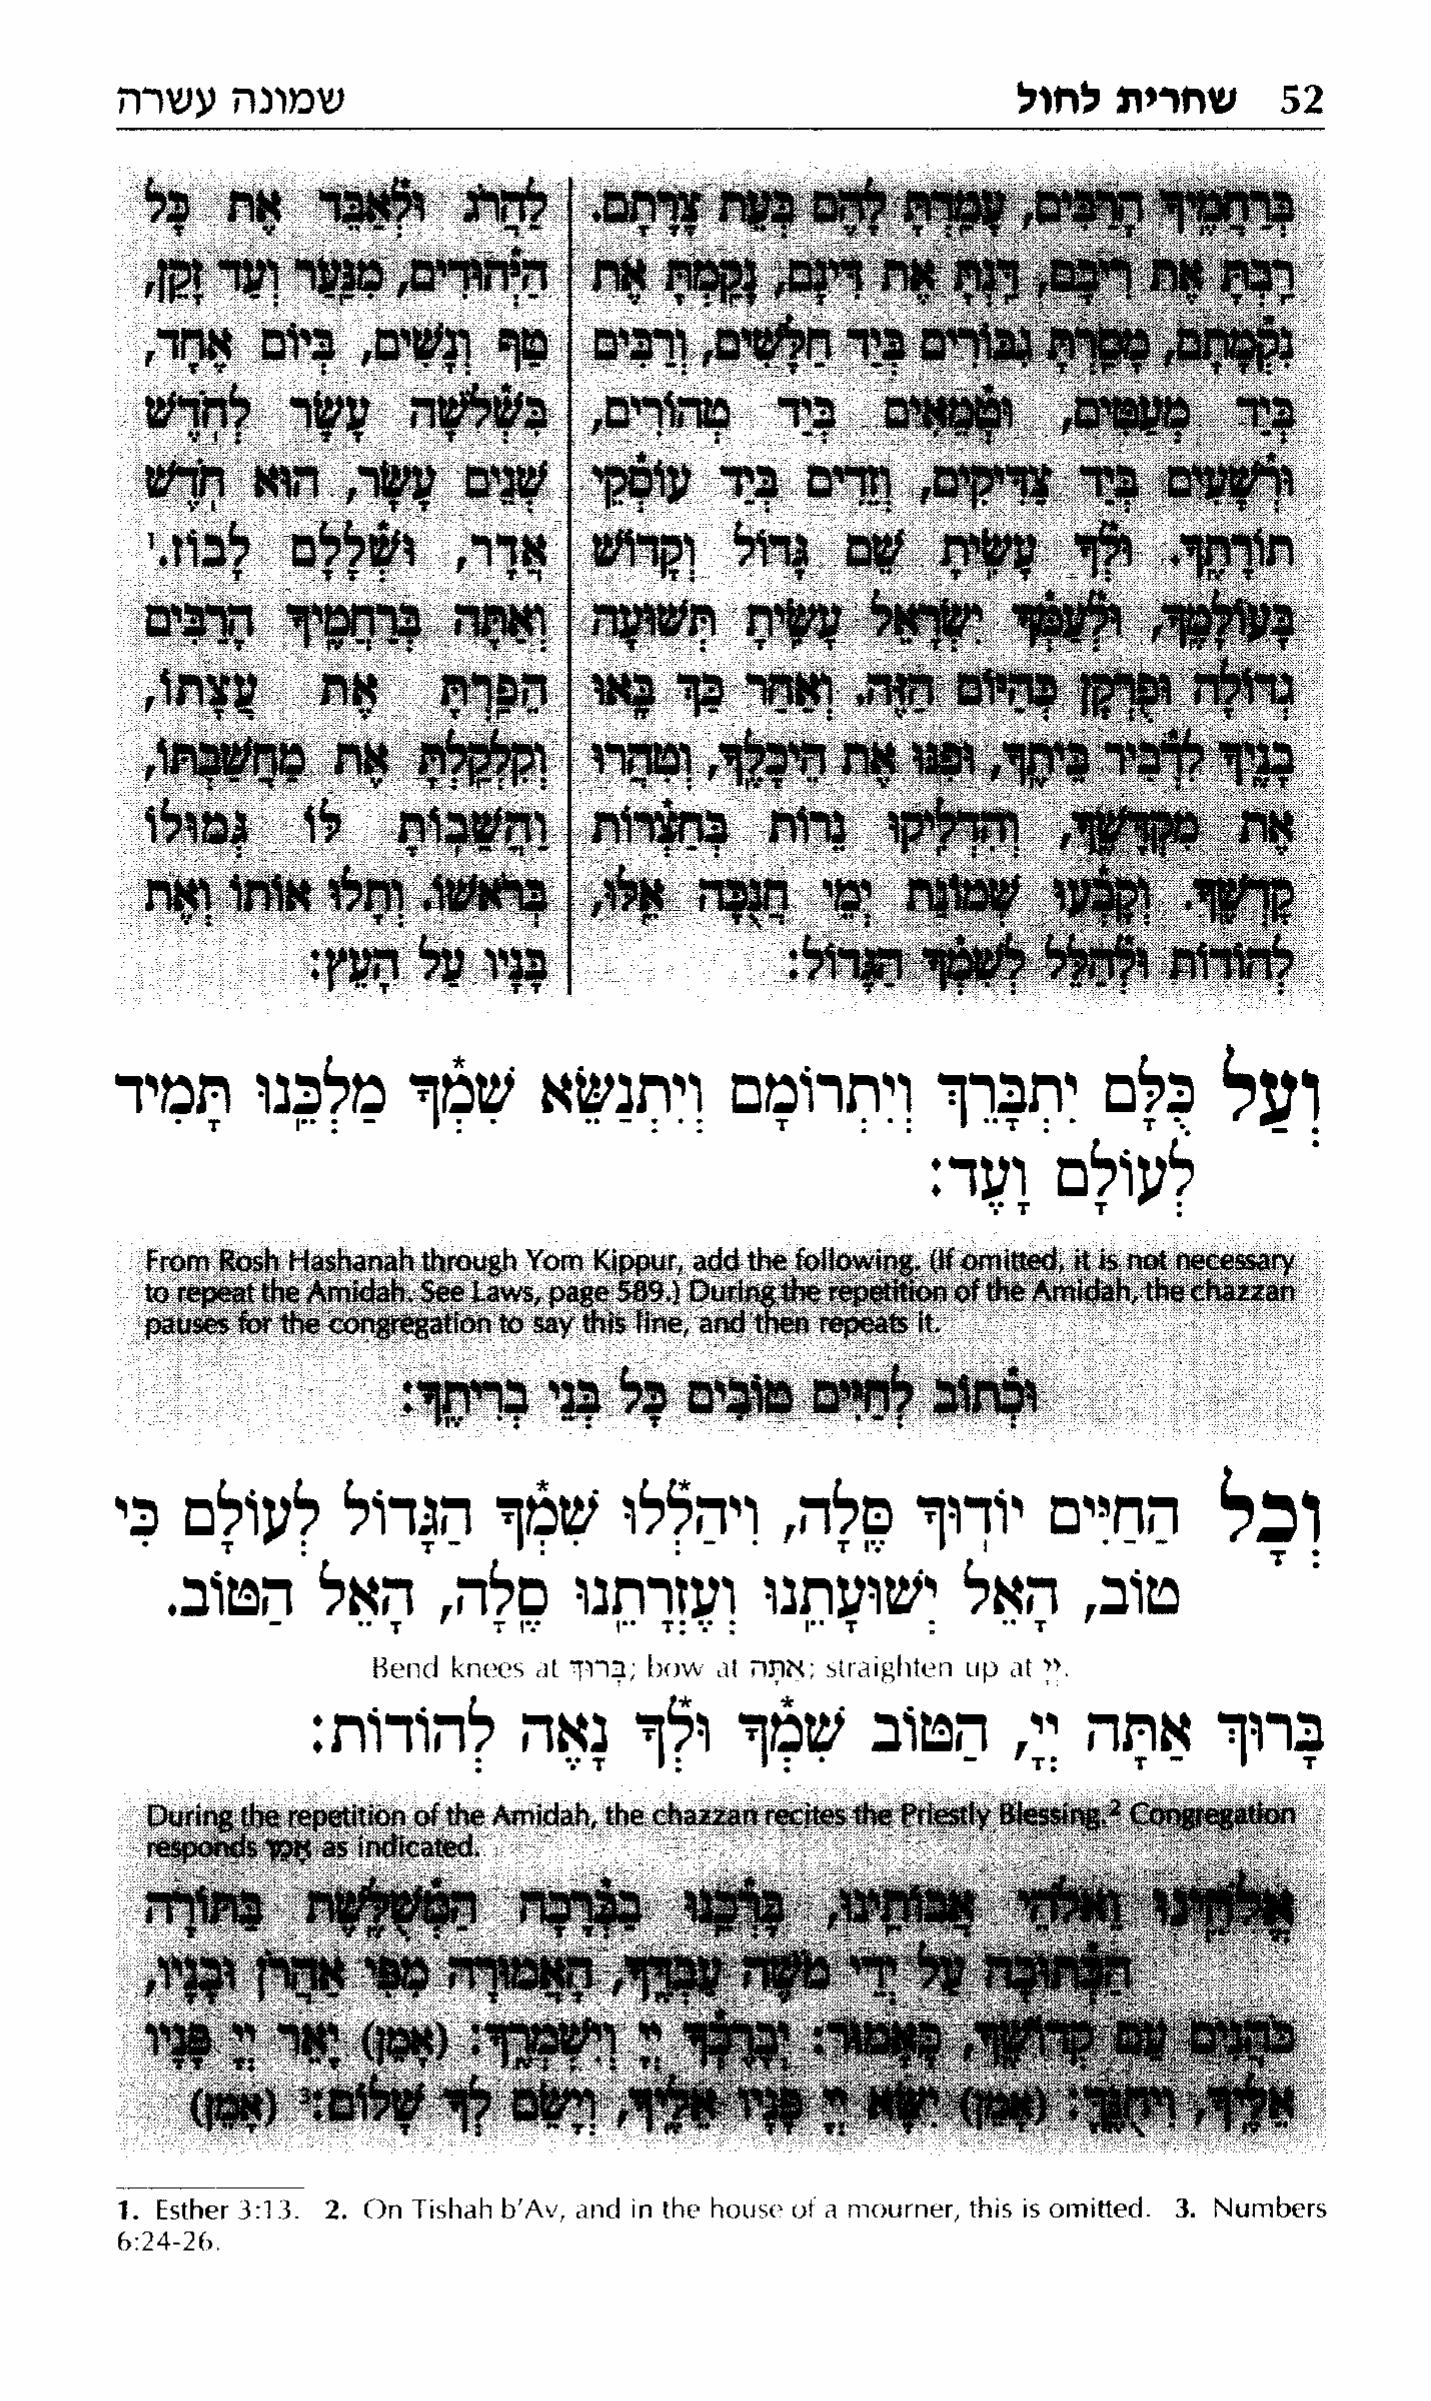 52 שחרית לחול שמונה עשרה
בְּרַחֲמֶיךָ הָרַבִּים, עָמַדְתָּ לָהֶם בְּעֵת צָרָתָם.
רַבְתָּ אֶת רִיבָם, דַּנְתָּ אֶת דִּינָם, נָקַמְתָּ אֶת
נִקְמָתָם, מָסַרְתָּ גִבּוֹרִים בְּיַד חַלָּשִׁים, וְרַבִּים
בְּיַד מְעַטִּים, וּטְמֵאִים בְּיַד טְהוֹרִים,
וּרְשָׁעִים בְּיַד צַדִּיקִים, וְזֵדִים בְּיַד עוֹסְקֵי
תוֹרָתֶךָ. וּלְךָ עָשִׂיתָ שֵׁם גָּדוֹל וְקָדוֹשׁ
בְּעוֹלָמֶךָ, וּלְעַמְּךָ יִשְׂרָאֵל עָשִׂיתָ תְּשׁוּעָה
גְדוֹלָה וּפֻרְקָן כְּהַיּוֹם הַזֶּה. וְאַחַר כַּךְ בָּאוּ
בָנֶיךָ לִדְבִיר בֵּיתֶךָ, וּפִנּוּ אֶת הֵיכָלֶךָ, וְטִהֲרוּ
אֶת מִקְדָּשֶׁךָ, וְהִדְלִיקוּ נֵרוֹת בְּחַצְרוֹת
קָדְשֶׁךָ. וְקָבְעוּ שְׁמוֹנַת יְמֵי חֲנֻכָּה אֵלּוּ,
לְהוֹדוֹת וּלְהַלֵּל לְשִׁמְךָ הַגָּדוֹל:
לַהֲרֹג וּלְאַבֵּד אֶת כָּל
הַיְּהוּדִים, מִנַּעַר וְעַד זָקֵן,
טַף וְנָשִׁים, בְּיוֹם אֶחָד,
בִּשְׁלֹשָׁה עָשָׂר לְחֹדֶשׁ
שְׁנֵים עָשָׂר, הוּא חֹדֶשׁ
אֲדָר, וּשְׁלָלָם לָבוֹז.1
וְאַתָּה בְּרַחֲמֶיךָ הָרַבִּים
הֵפַרְתָּ אֶת עֲצָתוֹ,
וְקִלְקַלְתָּ אֶת מַחֲשַׁבְתּוֹ,
וַהֲשֵׁבוֹתָ לּוֹ גְּמוּלוֹ
בְּרֹאשׁוֹ. וְתָלוּ אוֹתוֹ וְאֶת
בָּנָיו עַל הָעֵץ:
וְעַל כֻּלָּם יִתְבָּרֵךְ וְיִתְרוֹמָם וְיִתְנַשֵּׂא שִׁמְךָ* מַלְכֵּנוּ תָּמִיד
לְעוֹלָם וָעֶד:
From Rosh Hashanah through Yom Kippur, add the following. (If omitted, it is not necessary
to repeat the Amidah. See Laws, page 589.) During the repetition of the Amidah, the chazzan
pauses for the congregation to say this line, and then repeats it.
וּכְתוֹב לְחַיִּים טוֹבִים כָּל בְּנֵי בְרִיתֶךָ:
וְכָל הַחַיִּים יוֹדוּךָ סֶּלָה, וִיהַלְלוּ* שִׁמְךָ* הַגָּדוֹל לְעוֹלָם כִּי
טוֹב, הָאֵל יְשׁוּעָתֵנוּ וְעֶזְרָתֵנוּ סֶלָה, הָאֵל הַטּוֹב.
Bend knees at בָּרוּךְ; bow at אַתָּה; straighten up at יְיָ.
בָּרוּךְ אַתָּה יְיָ, הַטּוֹב שִׁמְךָ* וּלְךָ* נָאֶה לְהוֹדוֹת:
During the repetition of the Amidah, the chazzan recites the Priestly Blessing.2 Congregation
responds אָמֵן as indicated.
אֱלֹהֵינוּ וֵאלֹהֵי אֲבוֹתֵינוּ, בָּרְכֵנוּ בַּבְּרָכָה הַמְשֻׁלֶּשֶׁת בַּתּוֹרָה
הַכְּתוּבָה עַל יְדֵי מֹשֶׁה עַבְדֶּךָ, הָאֲמוּרָה מִפִּי אַהֲרֹן וּבָנָיו,
כֹּהֲנִים עַם קְדוֹשֶׁךָ, כָּאָמוּר: יְבָרֶכְךָ יְיָ וְיִשְׁמְרֶךָ: (אָמֵן) יָאֵר יְיָ פָּנָיו
אֵלֶיךָ, וִיחֻנֶּךָּ: (אָמֵן) יִשָּׂא יְיָ פָּנָיו אֵלֶיךָ, וְיָשֵׂם לְךָ שָׁלוֹם:3 (אָמֵן)
1. Esther 3:13. 2. On Tishah b'Av, and in the house of a mourner, this is omitted. 3. Numbers
6:24-26.